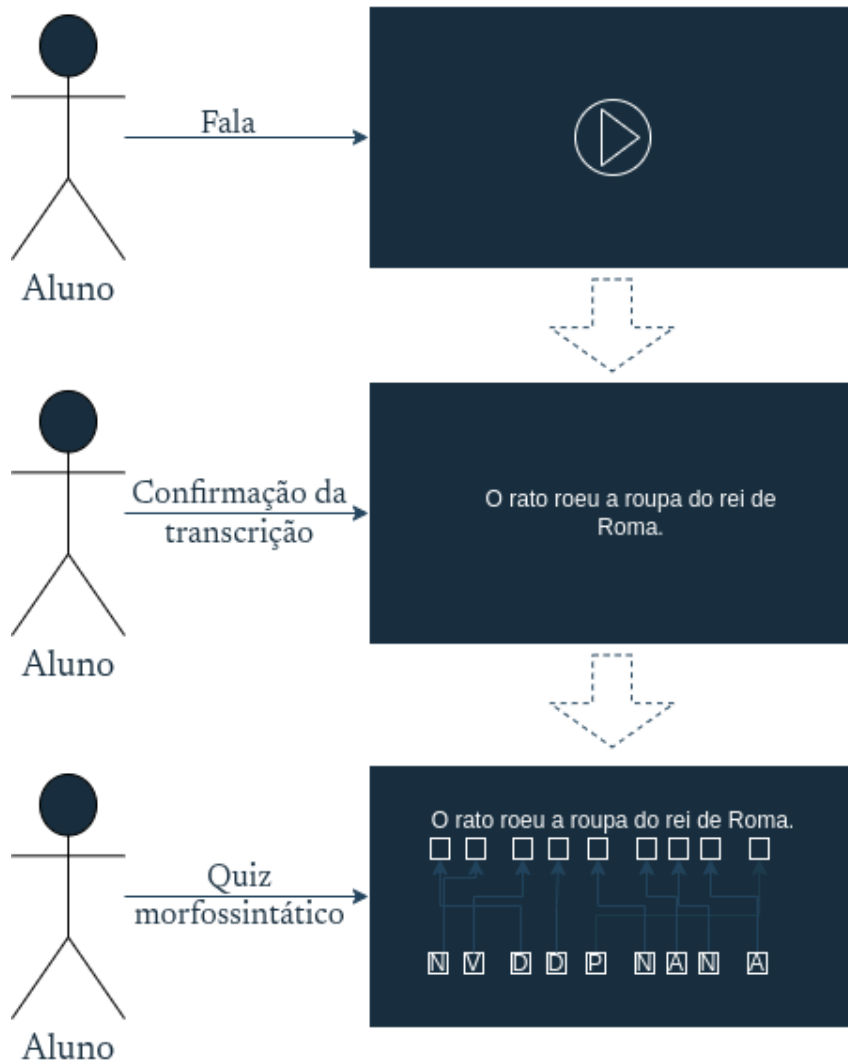 Fala
Aluno
Confirmação da
transcrição
O rato roeu a roupa do rei de
Roma.
Aluno
O rato roeu a roupa do rei de Roma.
Quiz
morfossintático
N V D D P N A N A
Aluno